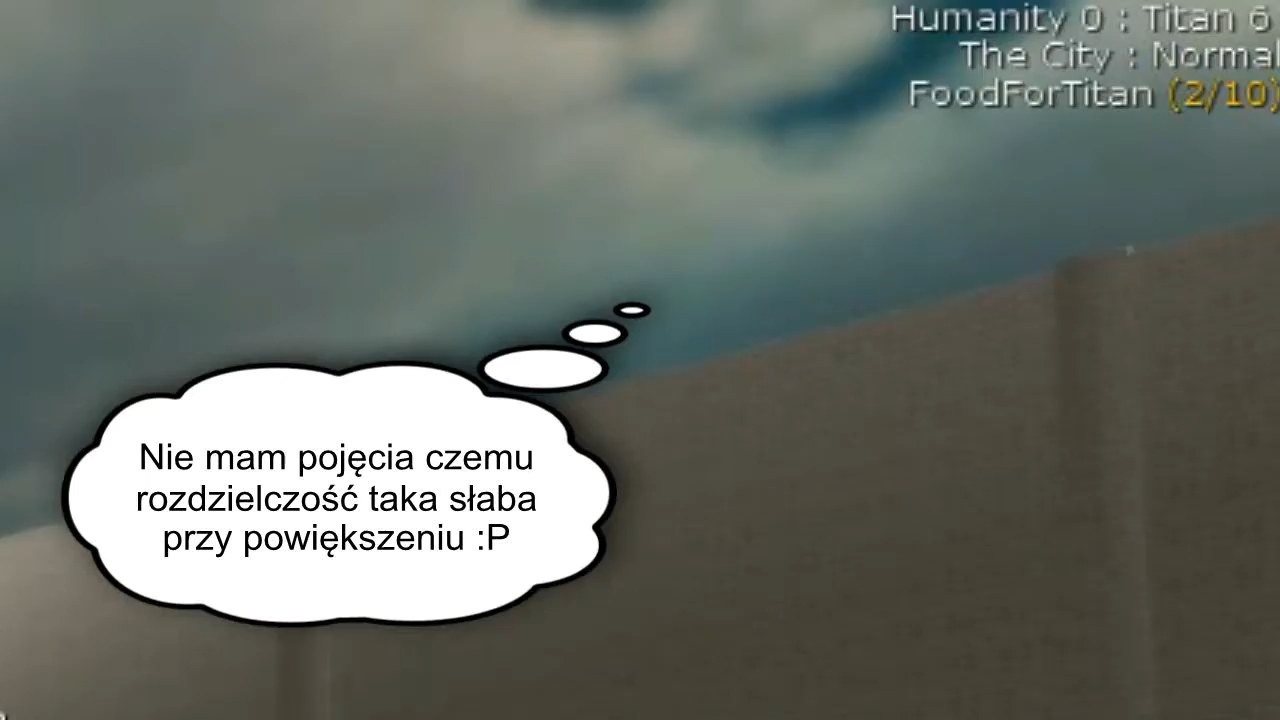 Humanity 0 : Titan 6
The City : Normal
FoodForTitan (2/10)
Nie mam pojęcia czemu
rozdzielczość taka słaba
przy powiększeniu :P